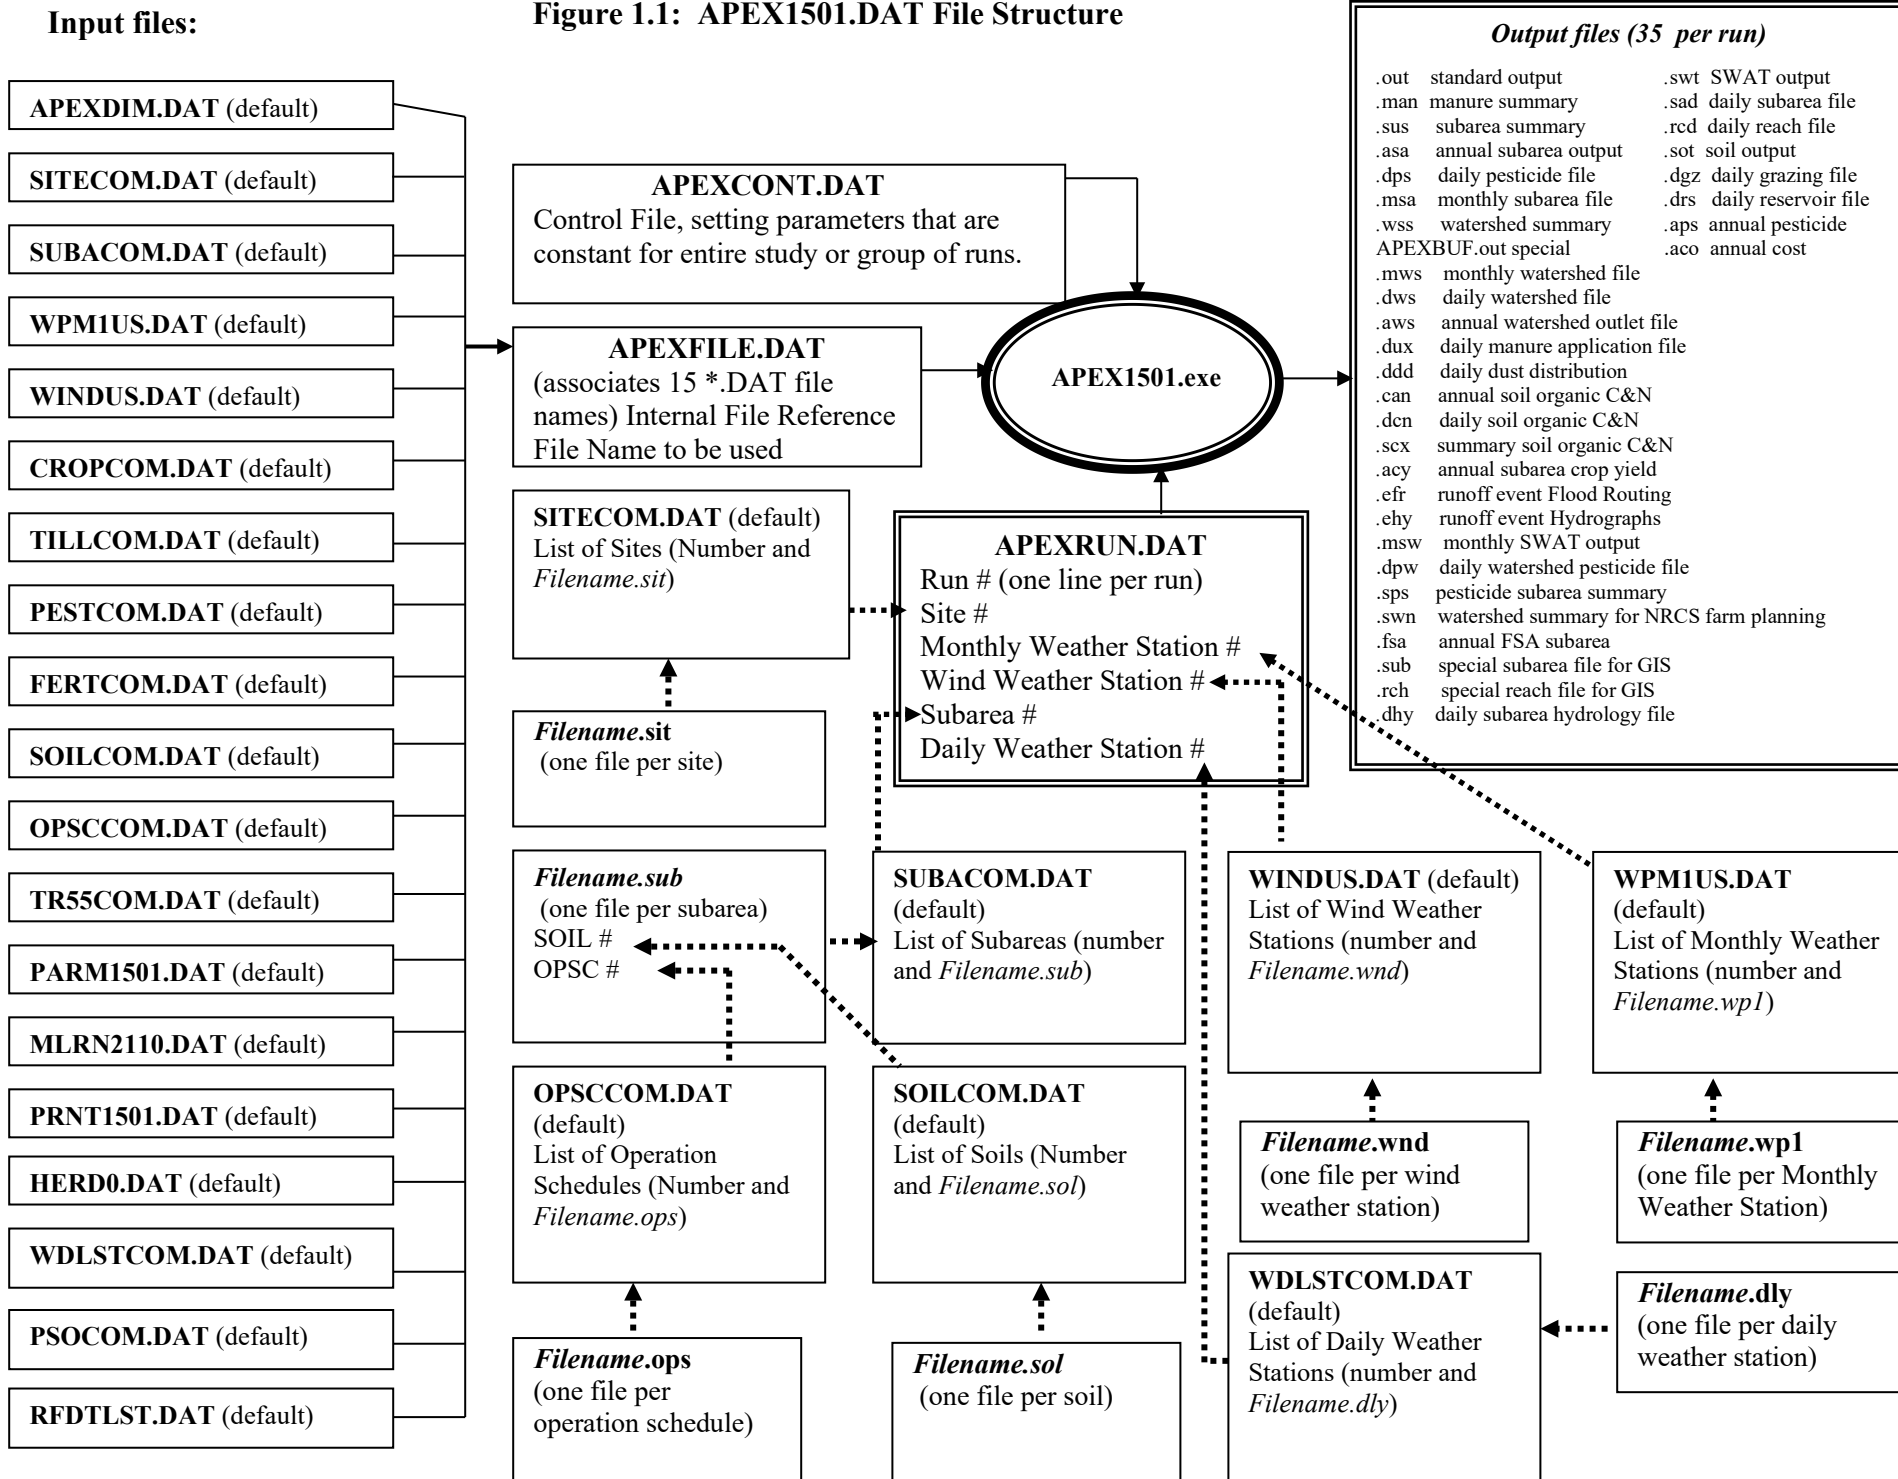 Input files:
Figure 1.1: APEX1501.DAT File Structure
APEXDIM.DAT (default)
SITECOM.DAT (default)
SUBACOM.DAT (default)
WPM1US.DAT (default)
WINDUS.DAT (default)
CROPCOM.DAT (default)
TILLCOM.DAT (default)
PESTCOM.DAT (default)
FERTCOM.DAT (default)
SOILCOM.DAT (default)
OPSCCOM.DAT (default)
TR55COM.DAT (default)
PARM1501.DAT (default)
MLRN2110.DAT (default)
PRNT1501.DAT (default)
HERD0.DAT (default)
WDLSTCOM.DAT (default)
PSOCOM.DAT (default)
RFDTLST.DAT (default)
APEXCONT.DAT
Control File, setting parameters that are
constant for entire study or group of runs.
APEXFILE.DAT
(associates 15 *.DAT file
names) Internal File Reference
File Name to be used
APEX1501.exe
Output files (35 per run)
.out standard output
.man manure summary
.sus subarea summary
.asa annual subarea output
.dps daily pesticide file
.msa monthly subarea file
.wss watershed summary
APEXBUF.out special
.mws monthly watershed file
.dws daily watershed file
.aws annual watershed outlet file
.dux daily manure application file
.ddd daily dust distribution
.can annual soil organic C&N
.dcn daily soil organic C&N
.scx summary soil organic C&N
.acy annual subarea crop yield
.efr runoff event Flood Routing
.ehy runoff event Hydrographs
.msw monthly SWAT output
.dpw daily watershed pesticide file
.sps pesticide subarea summary
.swn watershed summary for NRCS farm planning
.fsa annual FSA subarea
.sub special subarea file for GIS
.rch special reach file for GIS
.dhy daily subarea hydrology file
.swt SWAT output
.sad daily subarea file
.rcd daily reach file
.sot soil output
.dgz daily grazing file
.drs daily reservoir file
.aps annual pesticide
.aco annual cost
SITECOM.DAT (default)
List of Sites (Number and
Filename.sit)
Filename.sit
(one file per site)
APEXRUN.DAT
Run # (one line per run)
Site #
Monthly Weather Station #
Wind Weather Station #
Subarea #
Daily Weather Station #
Filename.sub
(one file per subarea)
SOIL #
OPSC #
SUBACOM.DAT
(default)
List of Subareas (number
and Filename.sub)
WINDUS.DAT (default)
List of Wind Weather
Stations (number and
Filename.wnd)
WPM1US.DAT
(default)
List of Monthly Weather
Stations (number and
Filename.wp1)
OPSCCOM.DAT
(default)
List of Operation
Schedules (Number and
Filename.ops)
SOILCOM.DAT
(default)
List of Soils (Number
and Filename.sol)
Filename.wnd
(one file per wind
weather station)
Filename.wp1
(one file per Monthly
Weather Station)
WDLSTCOM.DAT
(default)
List of Daily Weather
Stations (number and
Filename.dly)
Filename.dly
(one file per daily
weather station)
Filename.ops
(one file per
operation schedule)
Filename.sol
(one file per soil)